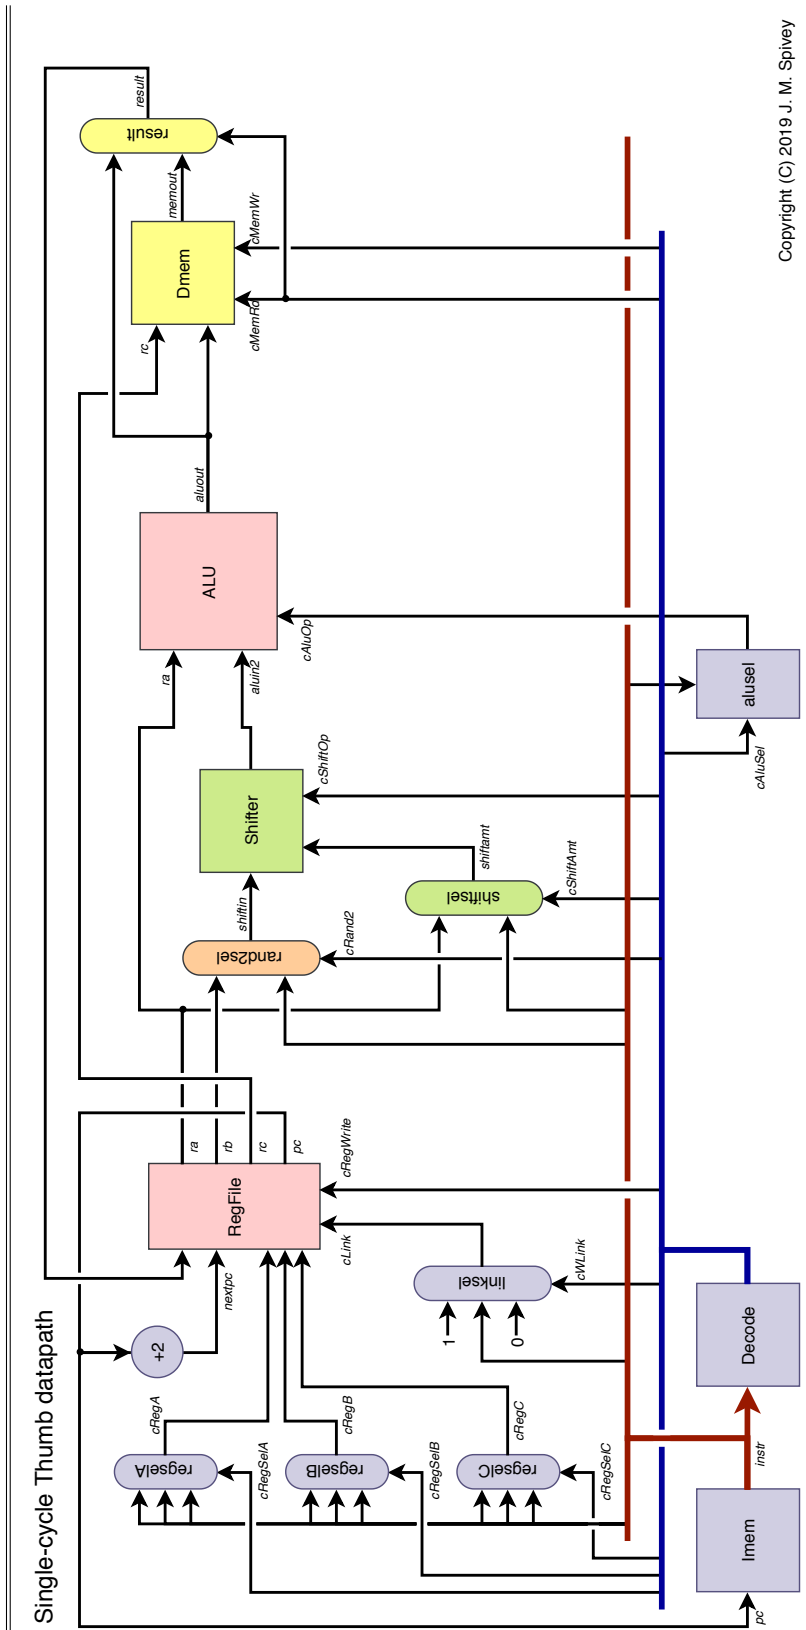 Single-cycle Thumb datapath
result
result
memout
Dmem
cMemWr
cMemRd
rc
aluout
ALU
cAluOp
ra
aluin2
alusel
cAluSel
Shifter
cShiftOp
shiftin
shiftamt
shiftsel
cShiftAmt
rand2sel
cRand2
ra
rb
rc
pc
RegFile
cRegWrite
cLink
nextpc
+2
linksel
cWLink
1
0
Decode
cRegA
cRegB
cRegC
regselA
regselB
regselC
cRegSelA
cRegSelB
cRegSelC
instr
Imem
pc
Copyright (C) 2019 J. M. Spivey